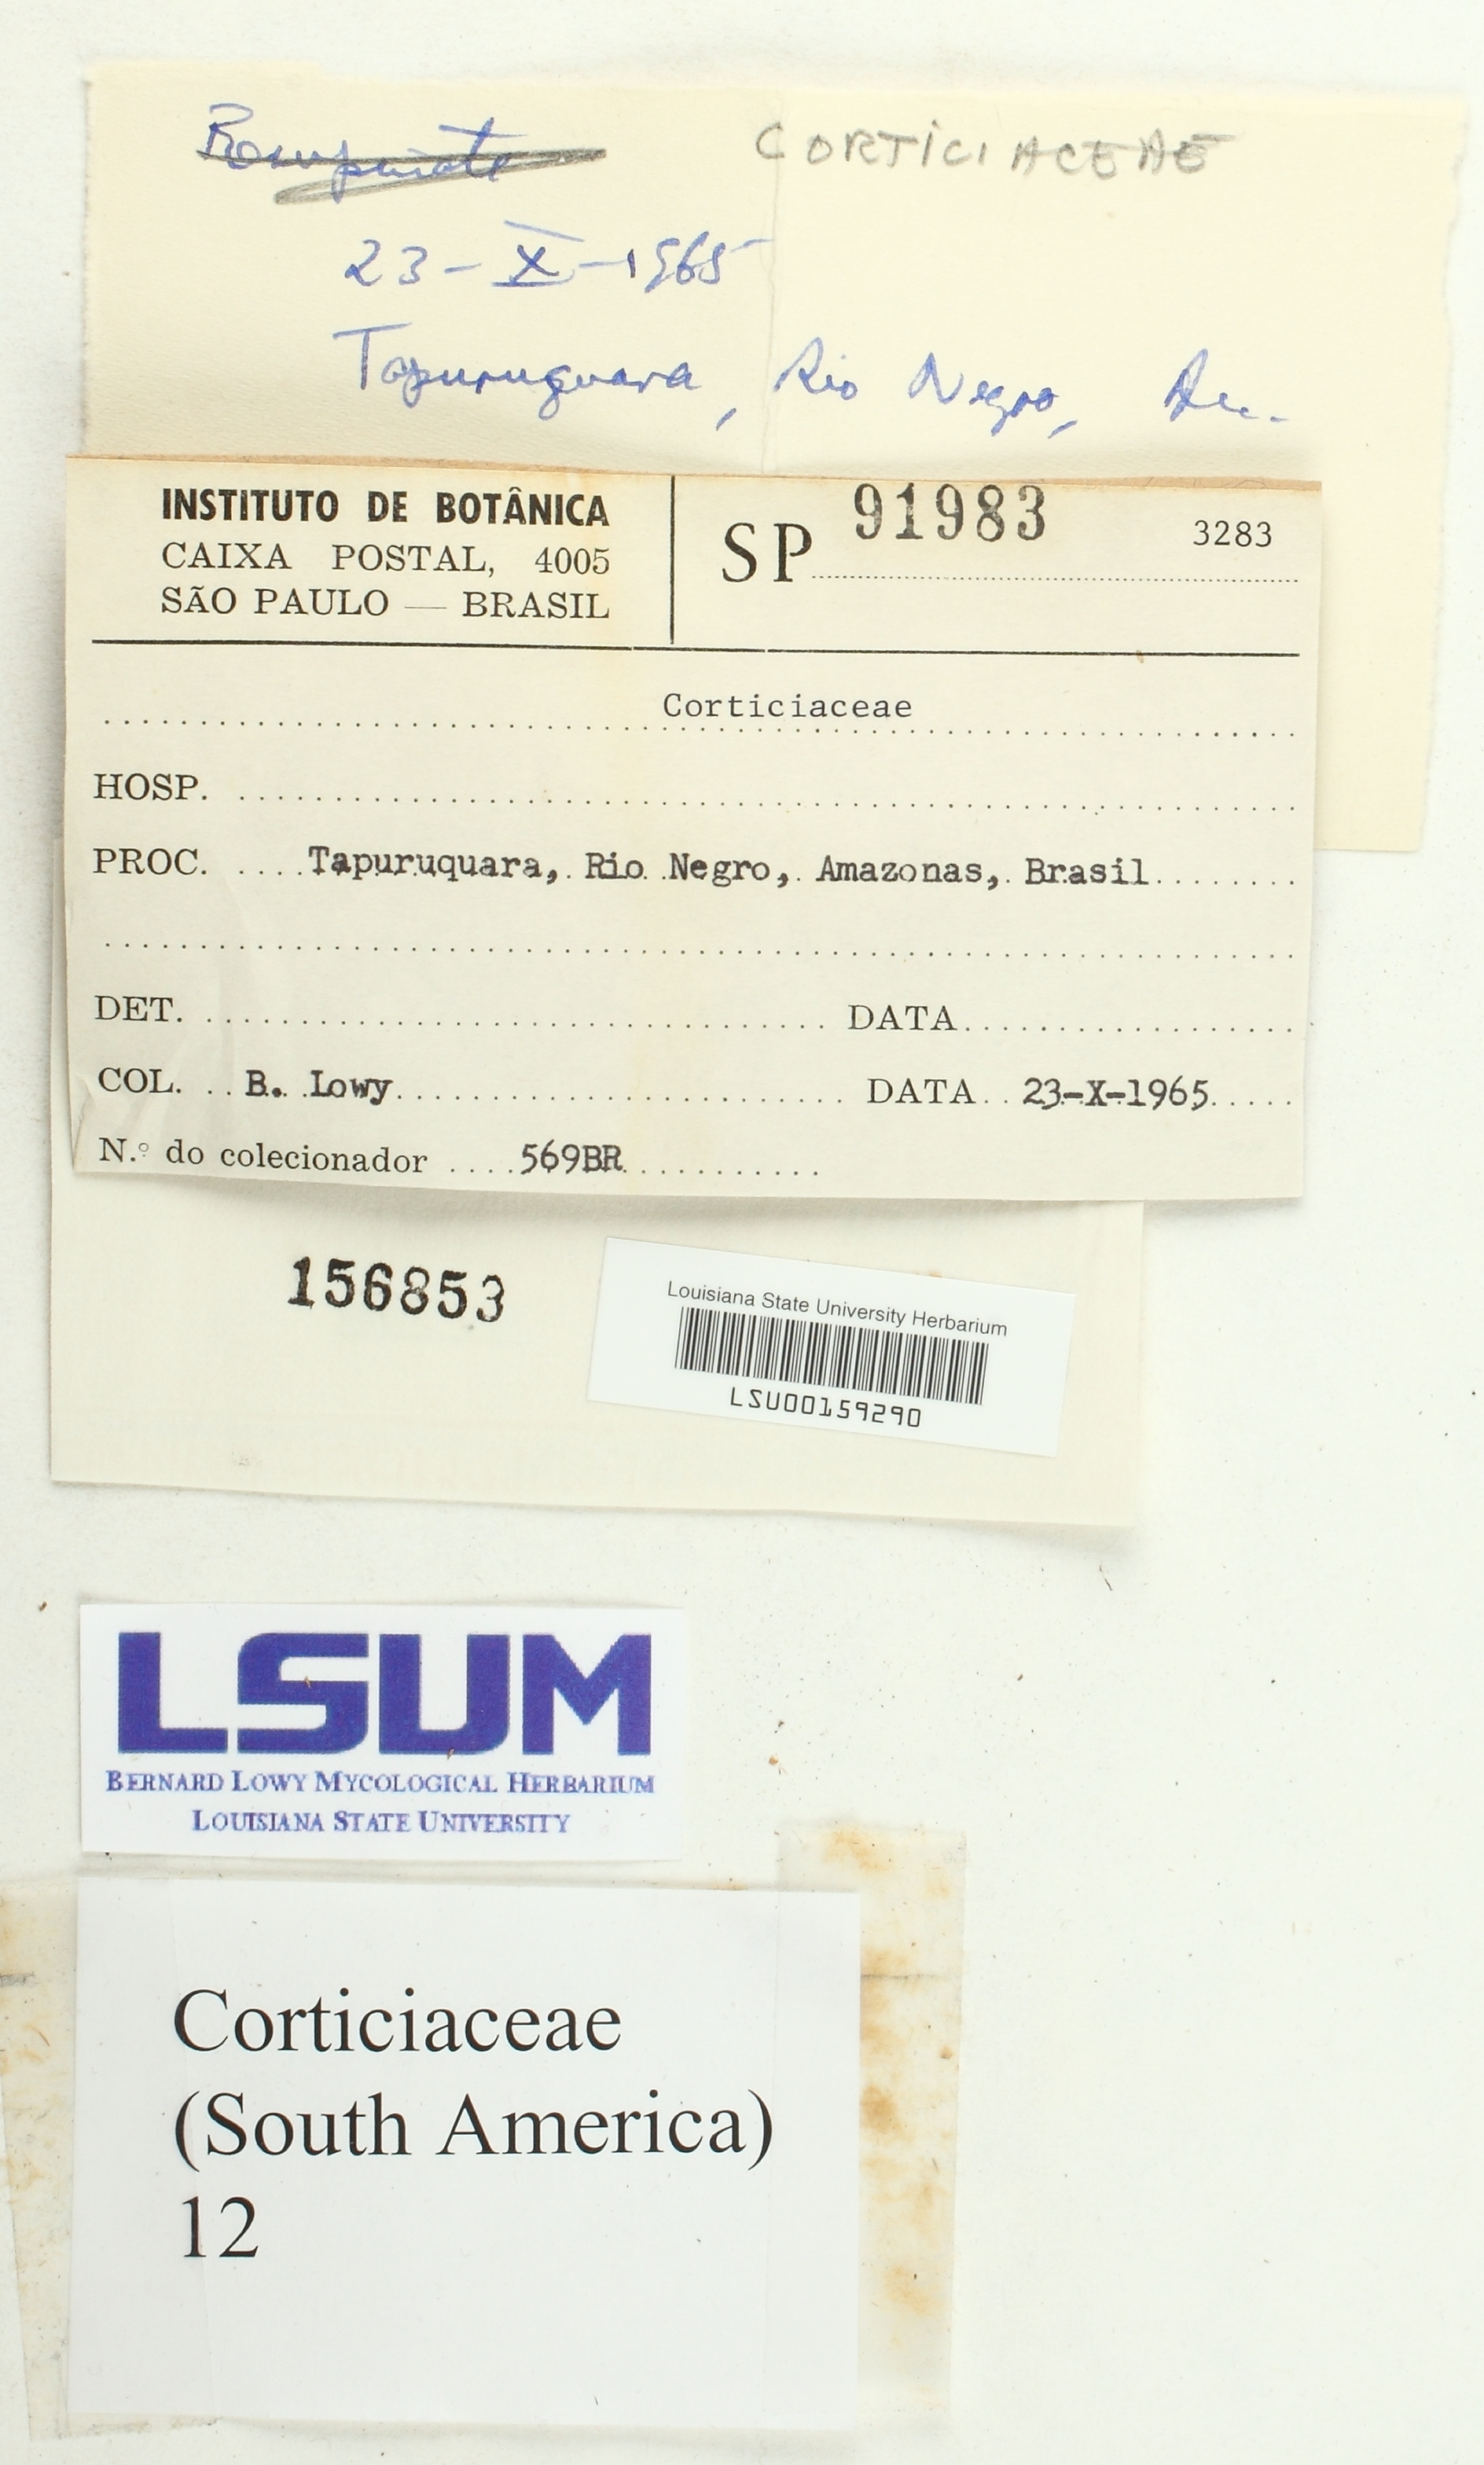 Resupinate CORTICIACEAE
23-X-1965
Tapuruquara, Rio Negro, Am.
INSTITUTO DE BOTÂNICA
CAIXA POSTAL, 4005
SÃO PAULO — BRASIL
SP 91983 3283
Corticiaceae
HOSP.
PROC. Tapuruquara, Rio Negro, Amazonas, Brasil
DET. DATA
COL. B. Lowy DATA 23-X-1965
N.º do colecionador 569BR
156853
Louisiana State University Herbarium
LSU00159290
LSUM
BERNARD LOWY MYCOLOGICAL HERBARIUM
LOUISIANA STATE UNIVERSITY
Corticiaceae
(South America)
12